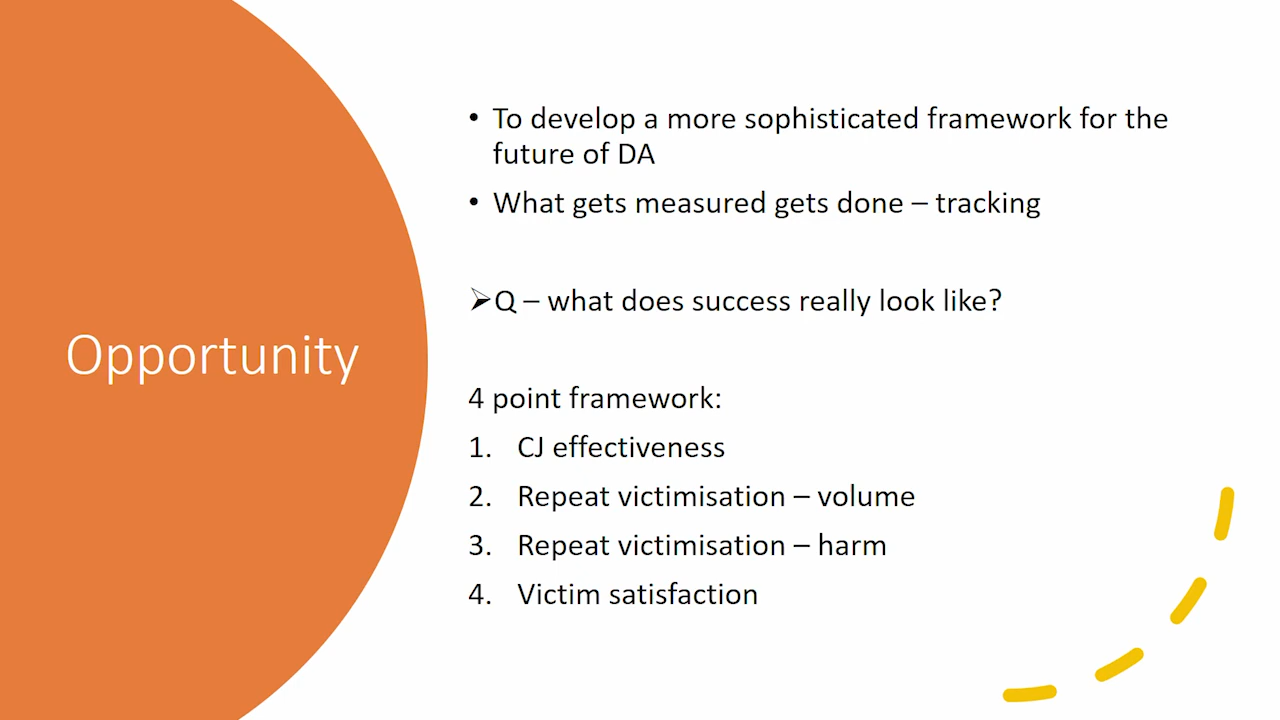 Opportunity
• To develop a more sophisticated framework for the
future of DA
• What gets measured gets done – tracking
➢Q – what does success really look like?
4 point framework:
1. CJ effectiveness
2. Repeat victimisation – volume
3. Repeat victimisation – harm
4. Victim satisfaction